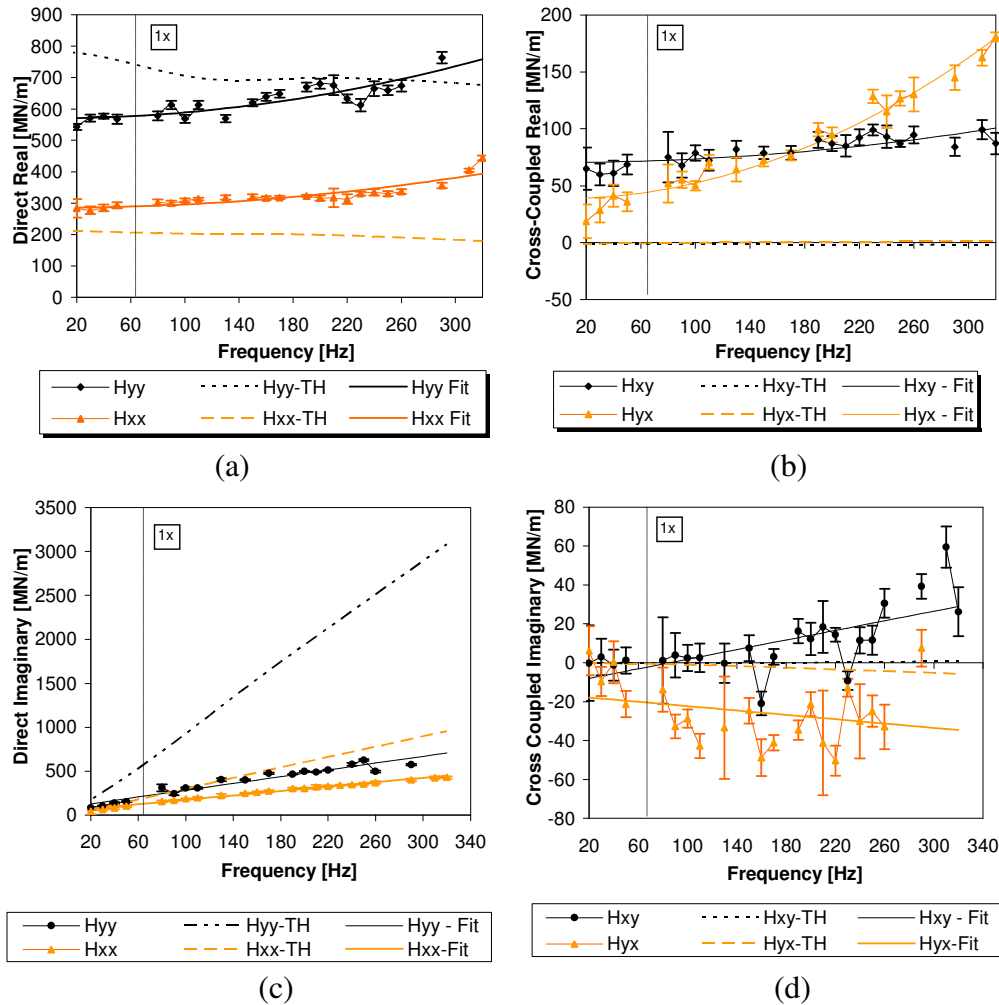 900
800
700
600
500
400
300
200
100
0
Direct Real [MN/m]
1x
20 60 100 140 180 220 260 300
Frequency [Hz]
Hyy Hyy-TH Hyy Fit
Hxx Hxx-TH Hxx Fit
(a)
200
150
100
50
0
-50
Cross-Coupled Real [MN/m]
1x
20 60 100 140 180 220 260 300
Frequency [Hz]
Hxy Hxy-TH Hxy - Fit
Hyx Hyx-TH Hyx - Fit
(b)
3500
3000
2500
2000
1500
1000
500
0
Direct Imaginary [MN/m]
1x
20 60 100 140 180 220 260 300 340
Frequency [Hz]
Hyy Hyy-TH Hyy - Fit
Hxx Hxx-TH Hxx-Fit
(c)
80
60
40
20
0
-20
-40
-60
-80
Cross Coupled Imaginary [MN/m]
1x
20 60 100 140 180 220 260 300 340
Frequency [Hz]
Hxy Hxy-TH Hxy - Fit
Hyx Hyx-TH Hyx-Fit
(d)